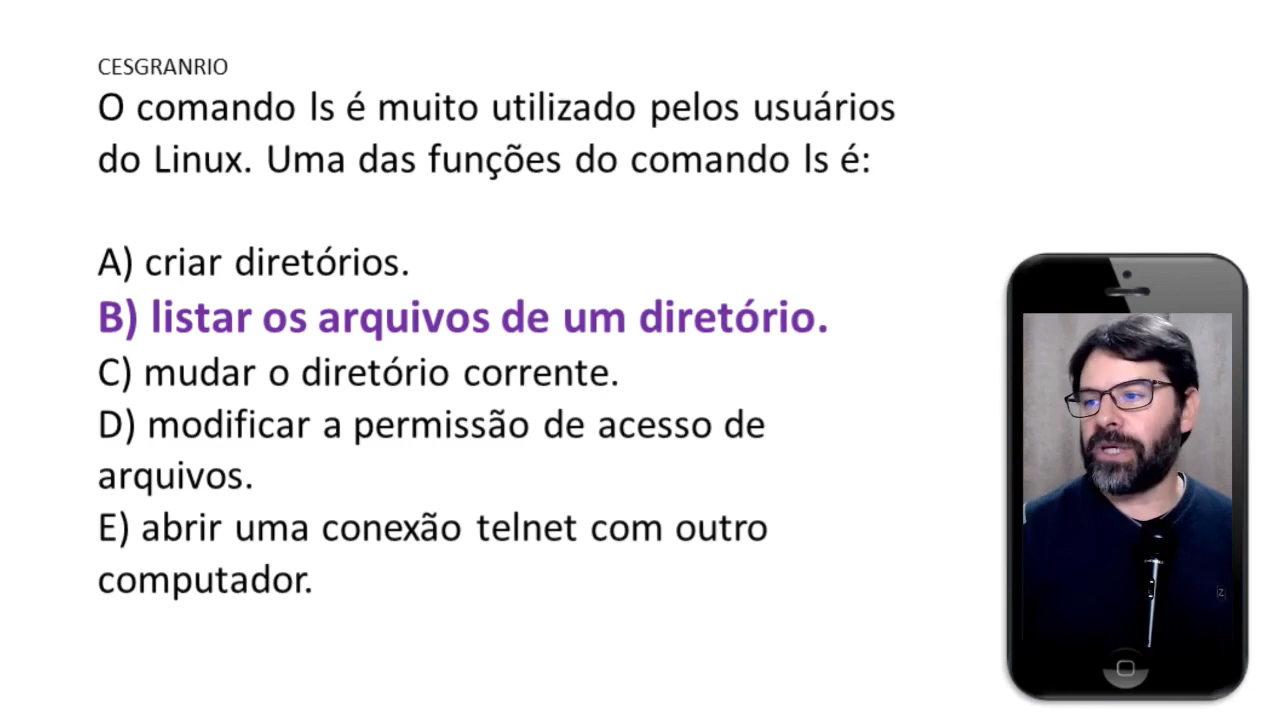 CESGRANRIO
O comando ls é muito utilizado pelos usuários
do Linux. Uma das funções do comando ls é:
A) criar diretórios.
B) listar os arquivos de um diretório.
C) mudar o diretório corrente.
D) modificar a permissão de acesso de
arquivos.
E) abrir uma conexão telnet com outro
computador.